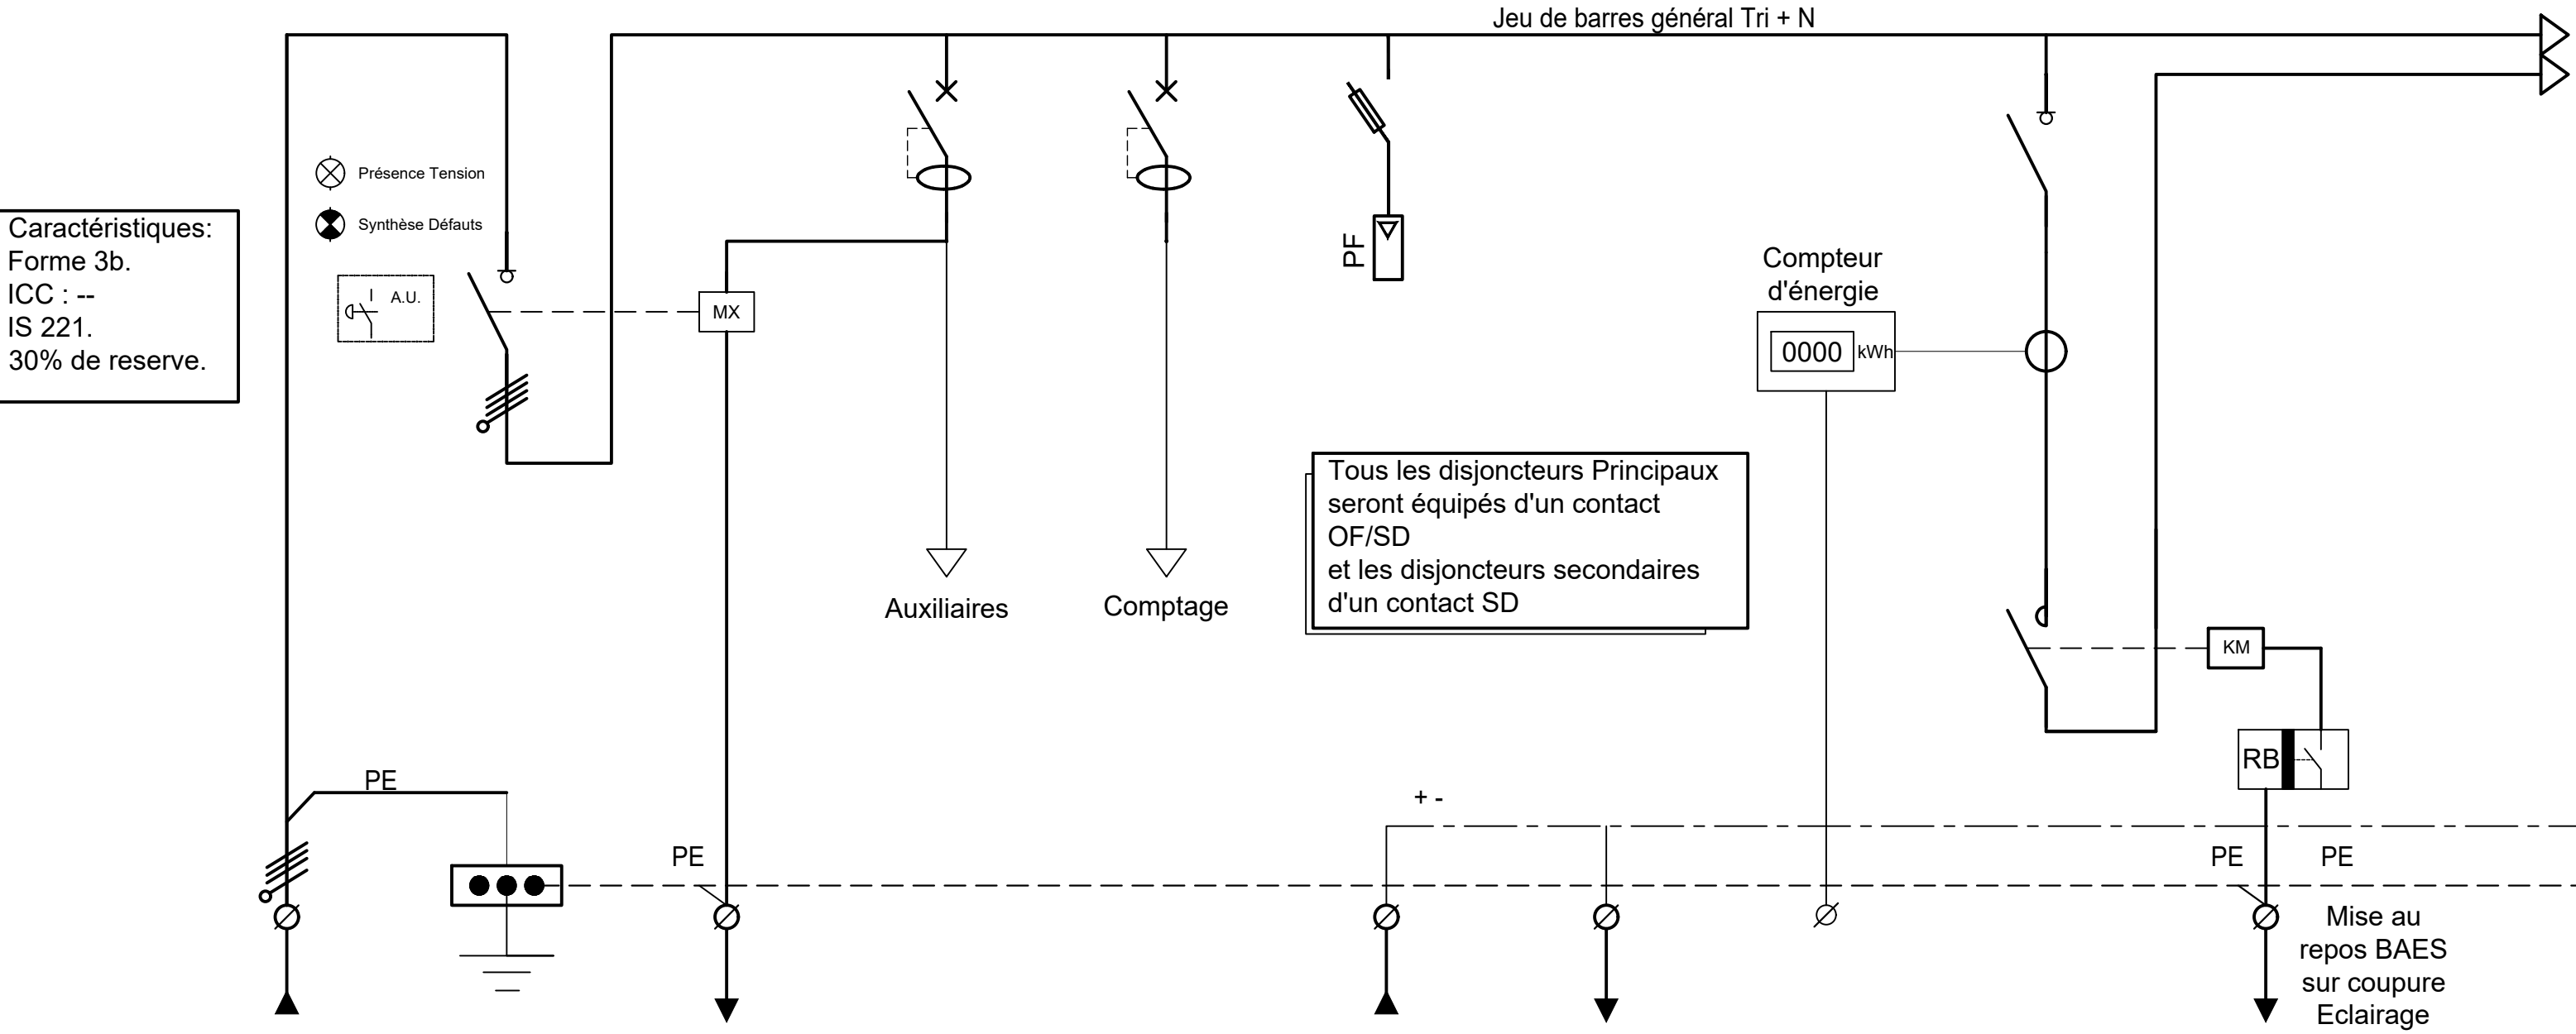 Jeu de barres général Tri + N
Présence Tension
Synthèse Défauts
Caractéristiques:
Forme 3b.
ICC : --
IS 221.
30% de reserve.
A.U.
MX
PF
Compteur
d'énergie
0000 kWh
Tous les disjoncteurs Principaux
seront équipés d'un contact
OF/SD
et les disjoncteurs secondaires
d'un contact SD
Auxiliaires
Comptage
KM
RB
PE
+ -
PE
PE
PE
Mise au
repos BAES
sur coupure
Eclairage